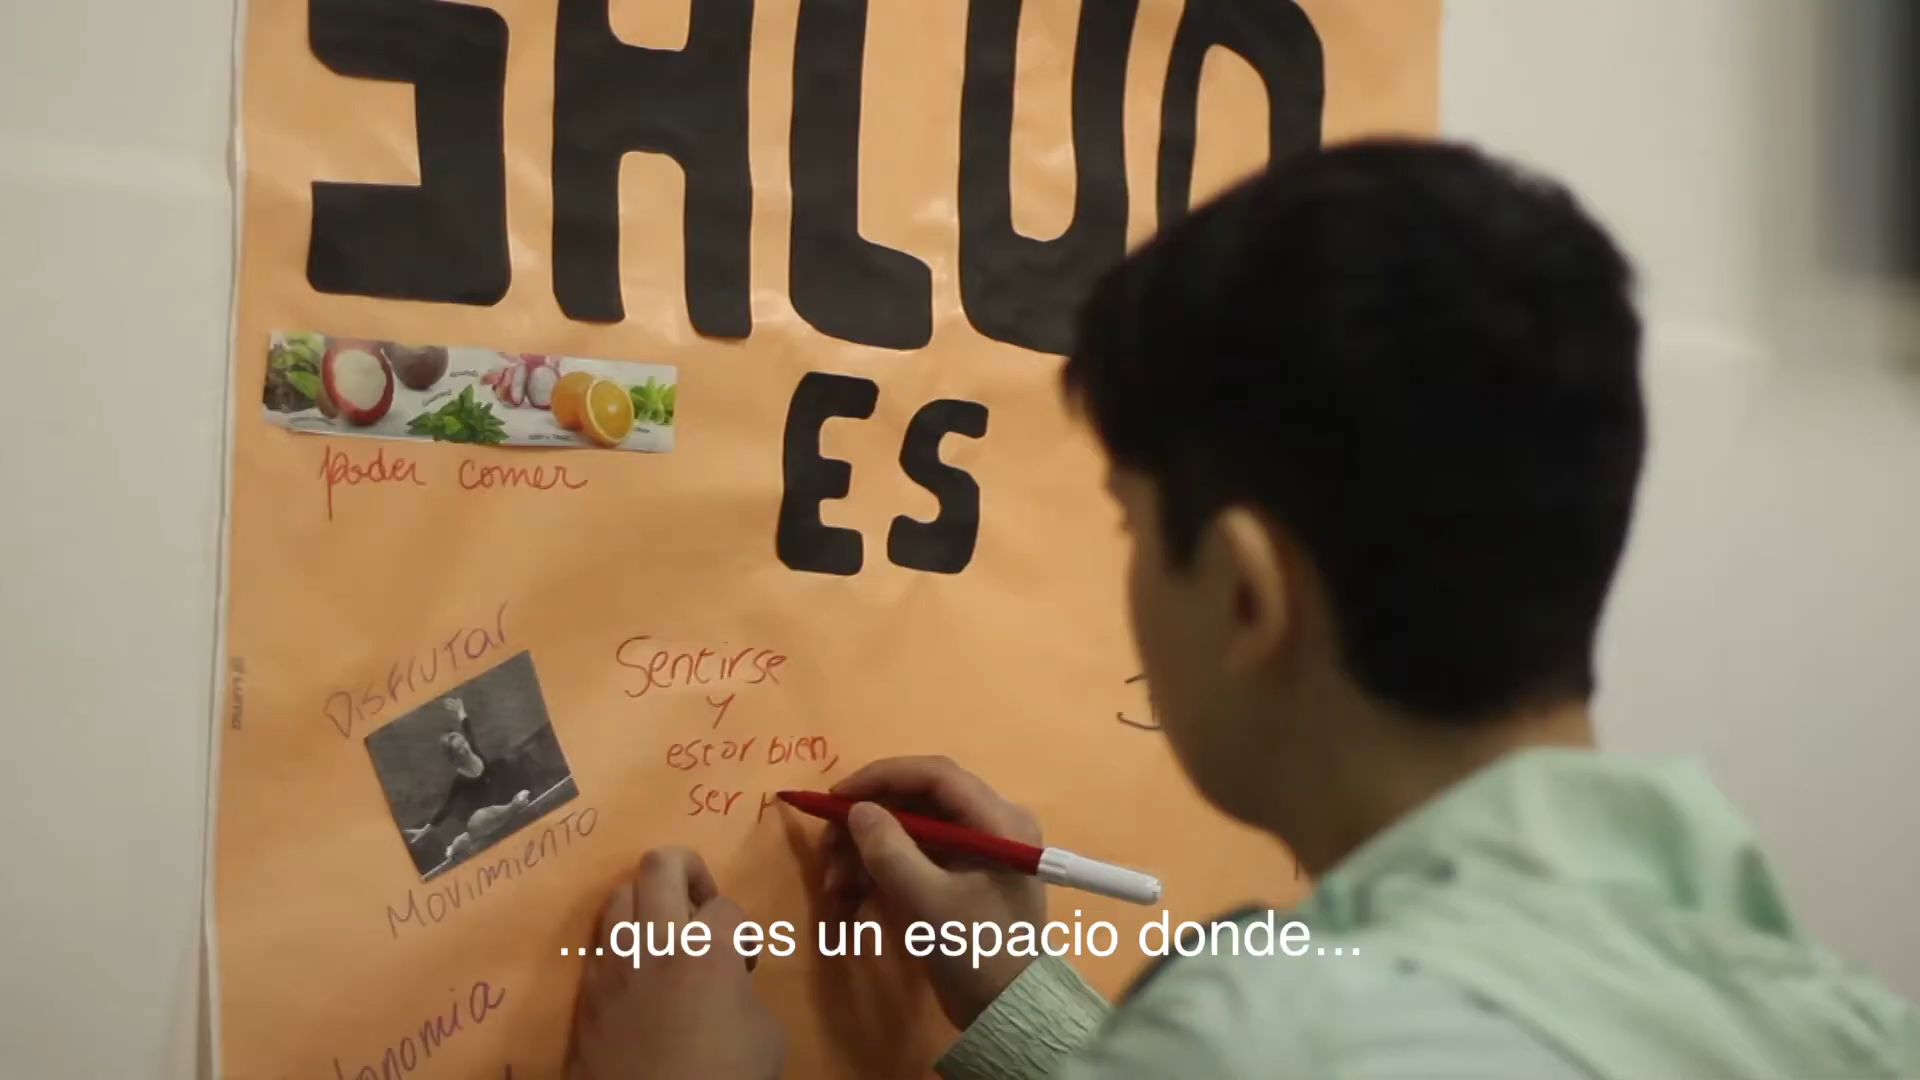 SALUD
ES
poder comer
DISFRUTAR
Sentirse
y
estar bien,
ser
MOVIMIENTO
...que es un espacio donde...